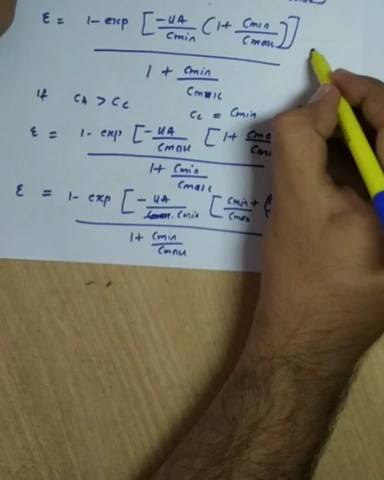 ε = 1 - exp [ -UA / Cmin ( 1 + Cmin / Cmax ) ]
1 + Cmin / Cmax
If Ch > Cc
Cc = Cmin
ε = 1 - exp [ -UA / Cmax [ 1 +
1 + Cmin / Cmax
ε = 1 - exp [ -UA / Cmin [ Cmin / Cmax +
1 + Cmin / Cmax